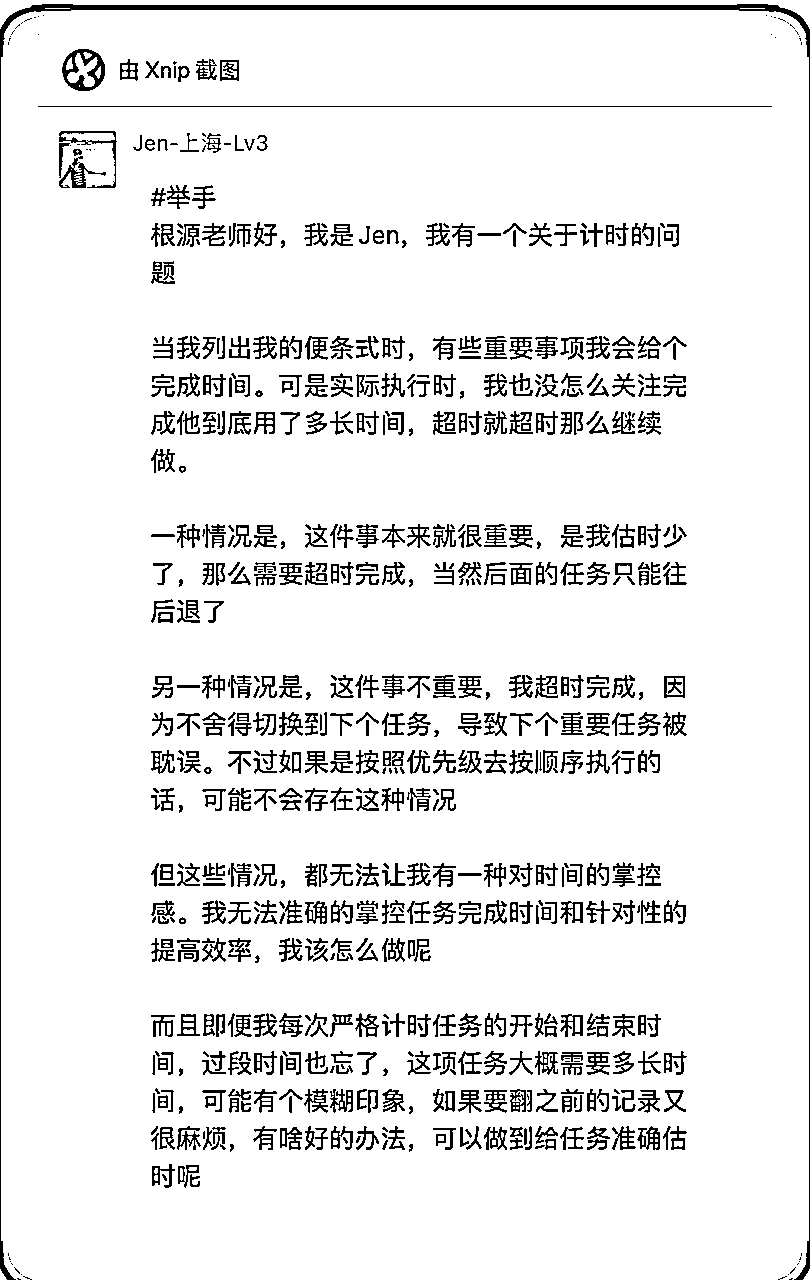 由 Xnip 截图
Jen-上海-Lv3
#举手
根源老师好，我是 Jen，我有一个关于计时的问
题
当我列出我的便条式时，有些重要事项我会给个
完成时间。可是实际执行时，我也没怎么关注完
成他到底用了多长时间，超时就超时那么继续
做。
一种情况是，这件事本来就很重要，是我估时少
了，那么需要超时完成，当然后面的任务只能往
后退了
另一种情况是，这件事不重要，我超时完成，因
为不舍得切换到下个任务，导致下个重要任务被
耽误。不过如果是按照优先级去按顺序执行的
话，可能不会存在这种情况
但这些情况，都无法让我有一种对时间的掌控
感。我无法准确的掌控任务完成时间和针对性的
提高效率，我该怎么做呢
而且即便我每次严格计时任务的开始和结束时
间，过段时间也忘了，这项任务大概需要多长时
间，可能有个模糊印象，如果要翻之前的记录又
很麻烦，有啥好的办法，可以做到给任务准确估
时呢